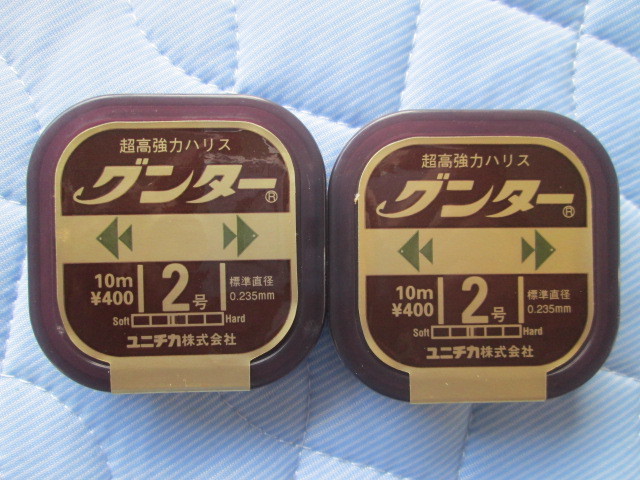 超高強力ハリス
グンター®
10m
¥400
2号
標準直径
0.235mm
Soft Hard
ユニチカ株式会社
超高強力ハリス
グンター®
10m
¥400
2号
標準直径
0.235mm
Soft Hard
ユニチカ株式会社